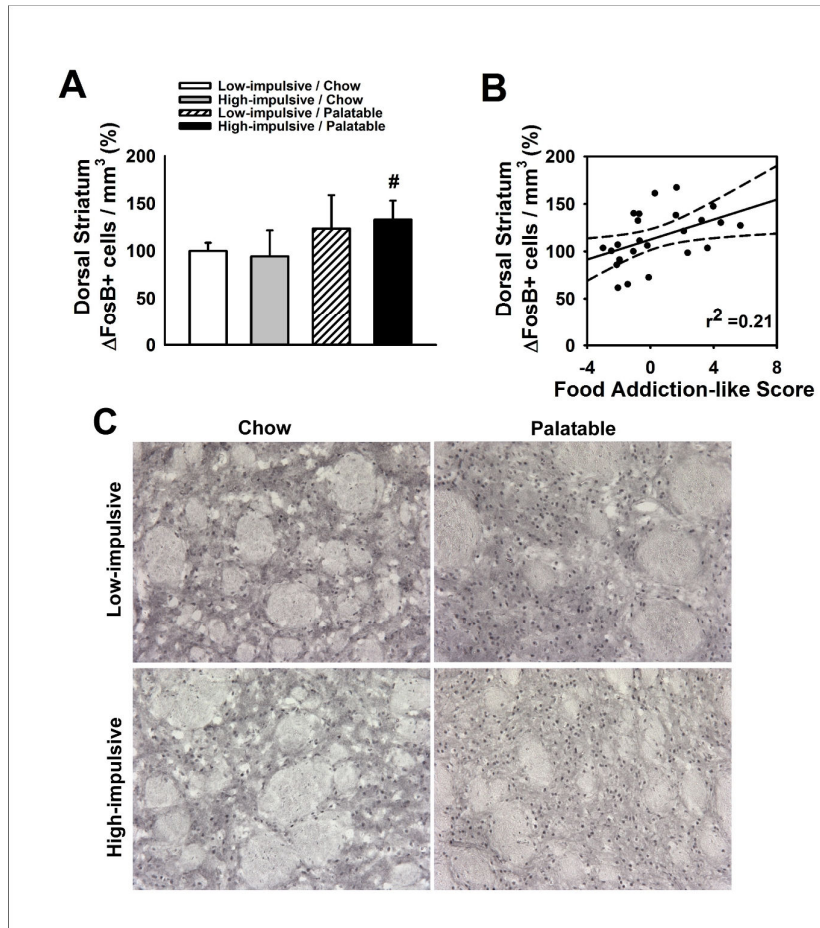 A
Low-impulsive / Chow
High-impulsive / Chow
Low-impulsive / Palatable
High-impulsive / Palatable
Dorsal Striatum
ΔFosB+ cells / mm³ (%)
200
150
100
50
0
#
B
Dorsal Striatum
ΔFosB+ cells / mm³ (%)
200
150
100
50
0
r² =0.21
-4 0 4 8
Food Addiction-like Score
C
Chow Palatable
Low-impulsive
High-impulsive